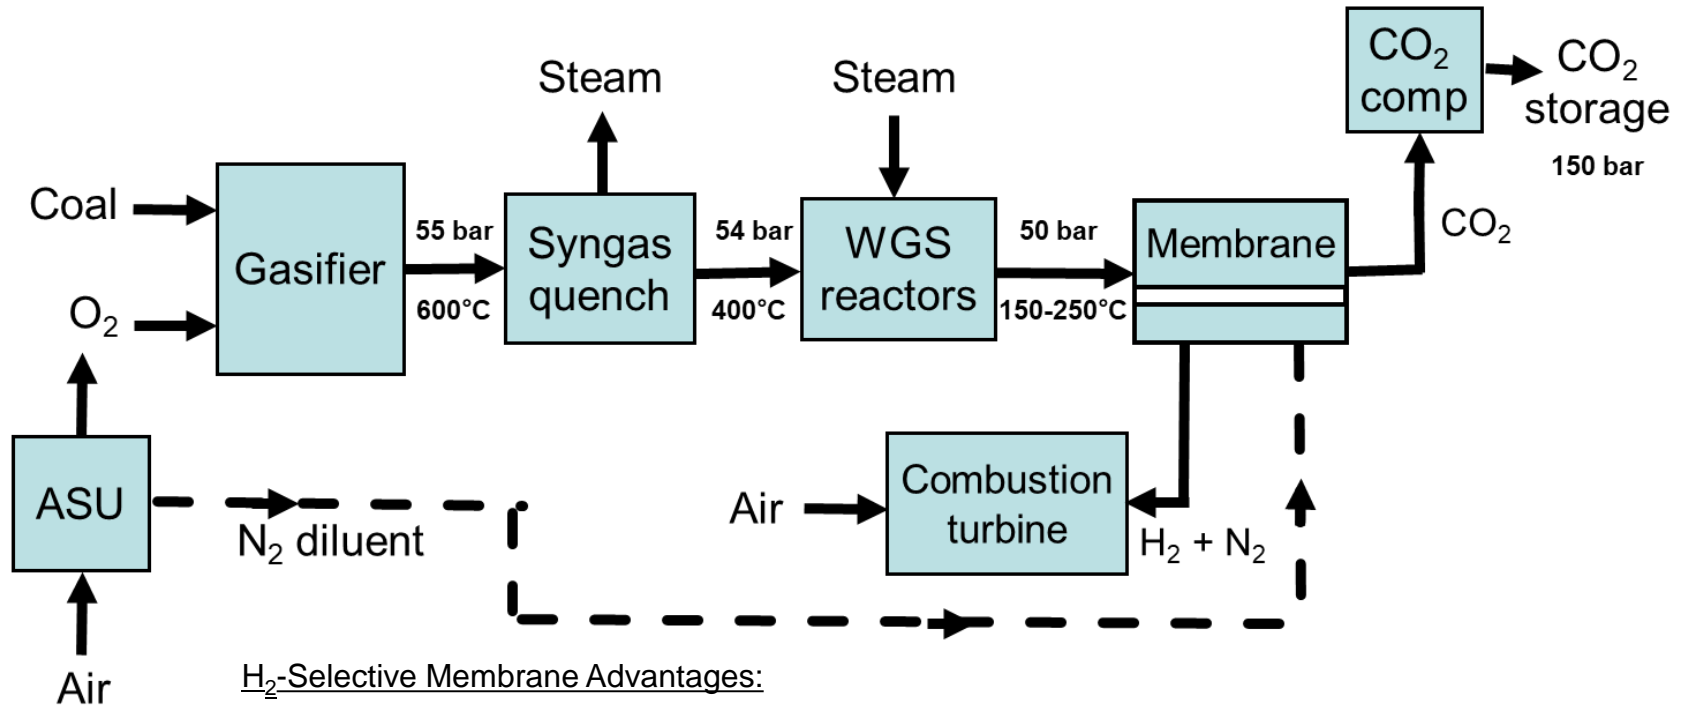 CO₂
comp
CO₂
storage
150 bar
Steam
Steam
Coal
O₂
Gasifier
55 bar
600°C
Syngas
quench
54 bar
400°C
WGS
reactors
50 bar
150-250°C
Membrane
CO₂
ASU
N₂ diluent
Air
Combustion
turbine
H₂ + N₂
Air
H₂-Selective Membrane Advantages: